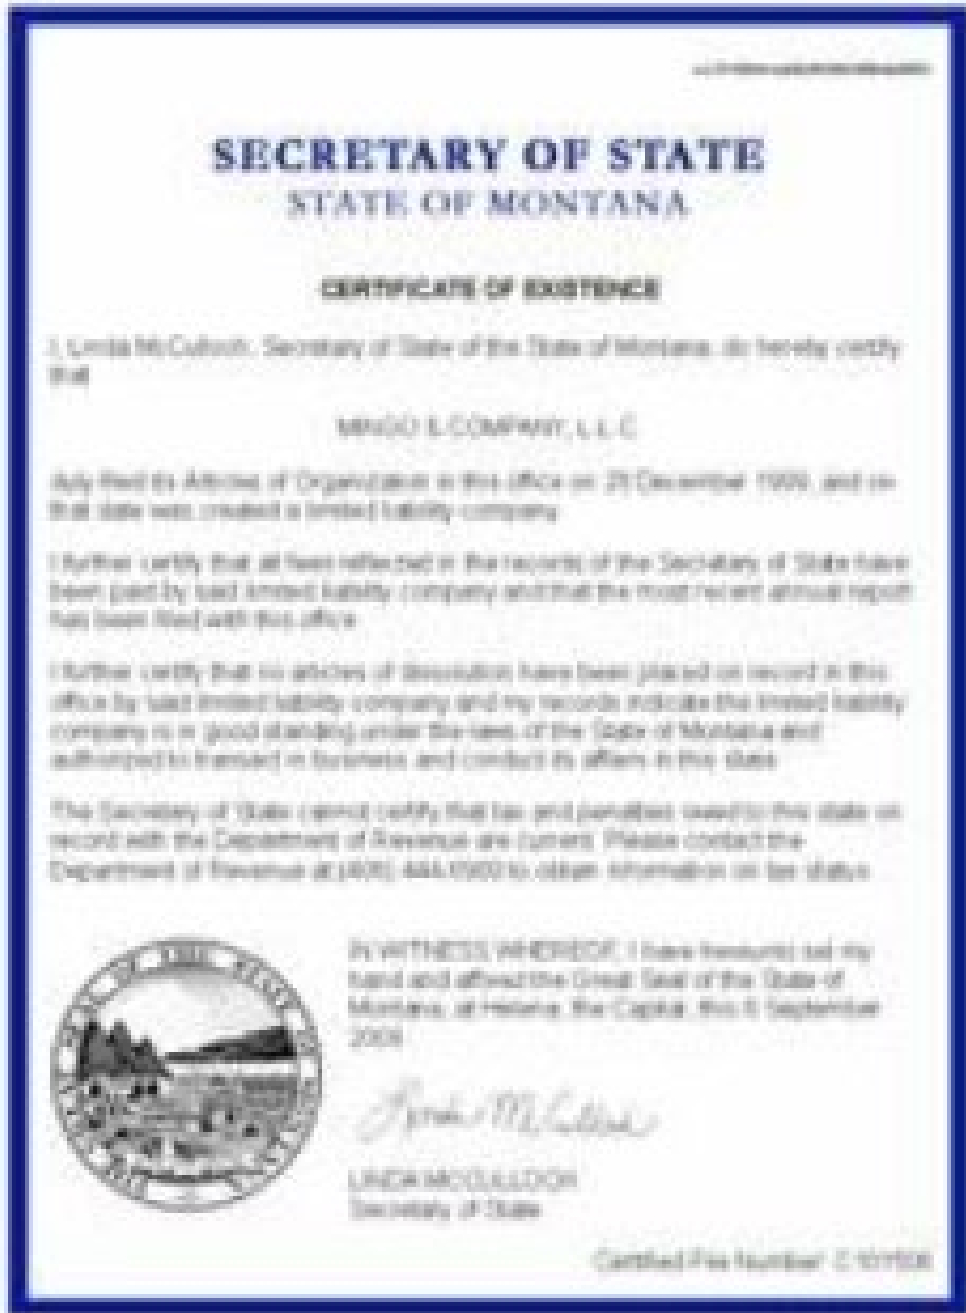 SECRETARY OF STATE
STATE OF MONTANA
CERTIFICATE OF EXISTENCE
I, Linda McCulloch, Secretary of State of the State of Montana, do hereby certify
that
MINGO & COMPANY, L.L.C.
duly filed its Articles of Organization in this office on December and on
that date was created a limited liability company.
I further certify that all fees reflected in the records of the Secretary of State have
been paid by said limited liability company and that the most recent annual report
has been filed with this office.
I further certify that no articles of dissolution have been placed on record in this
office by said limited liability company and my records indicate the limited liability
company is in good standing under the laws of the State of Montana and
authorized to transact in business and conduct its affairs in this state.
The Secretary of State cannot certify that tax and penalties owed to this state on
record with the Department of Revenue are current. Please contact the
Department of Revenue at to obtain information on tax status.
IN WITNESS WHEREOF, I have hereunto set my
hand and affixed the Great Seal of the State of
Montana, at Helena, the Capital, this September
Linda McCulloch
LINDA MCCULLOCH
Secretary of State
Certified File Number: C